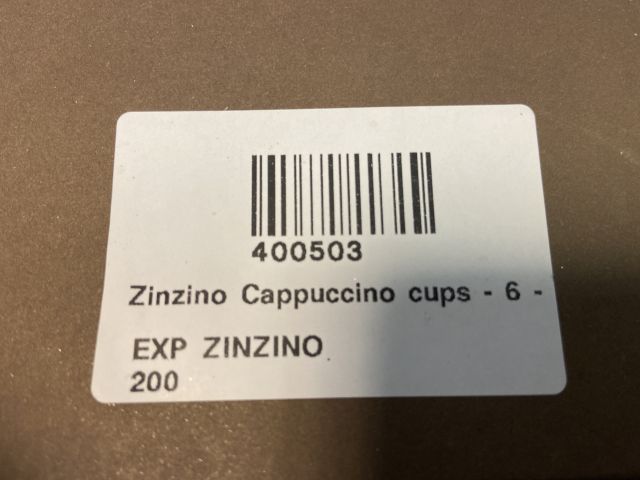 400503
Zinzino Cappuccino cups - 6 -
EXP ZINZINO
200